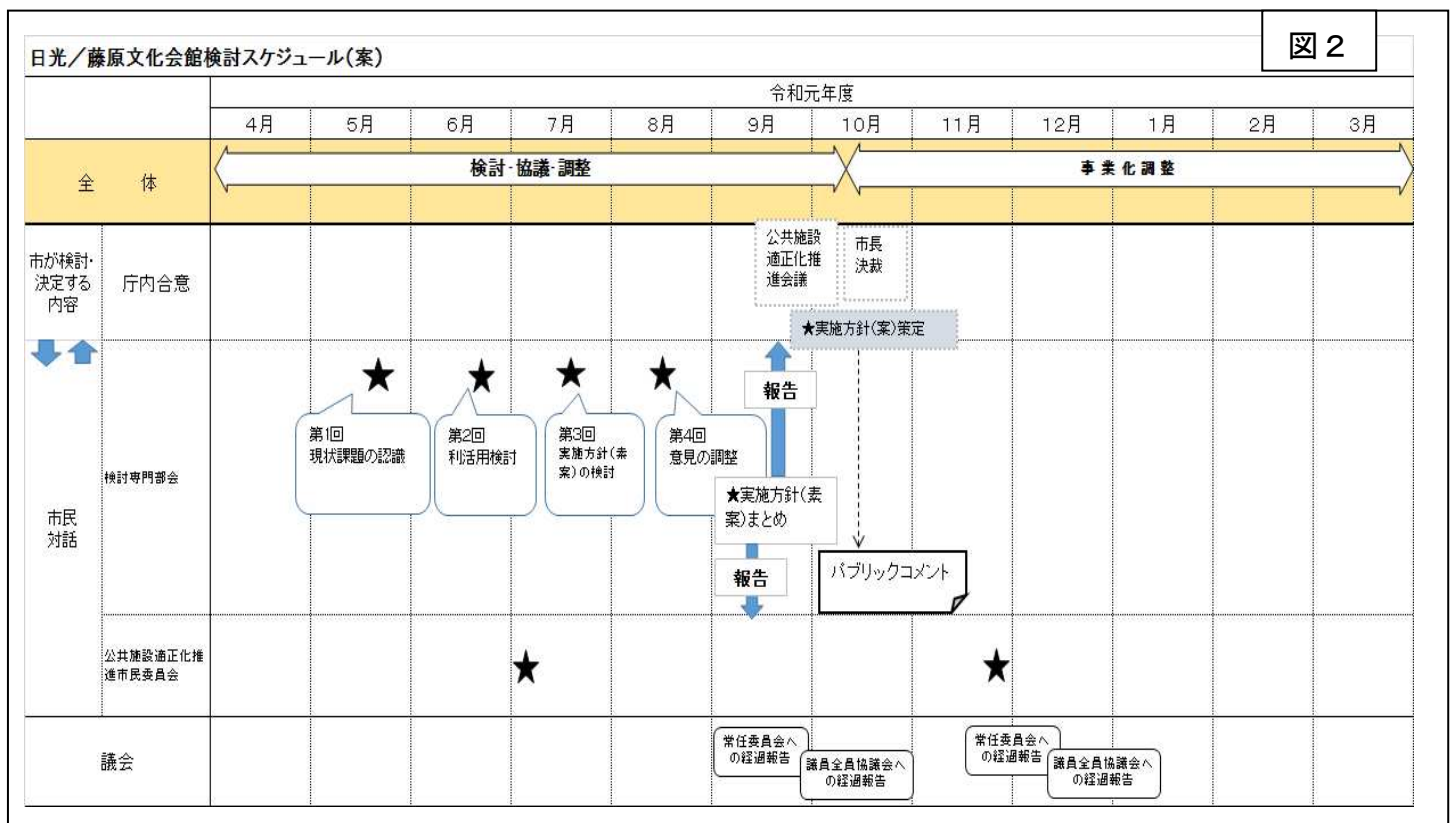 図2
日光／藤原文化会館検討スケジュール(案)
令和元年度
4月 5月 6月 7月 8月 9月 10月 11月 12月 1月 2月 3月
全 体
検討・協議・調整
事業化調整
市が検討・
決定する
内容
庁内合意
公共施設
適正化推
進会議
市長
決裁
★実施方針(案)策定
市民
対話
検討専門部会
★ ★ ★ ★
第1回
現状課題の認識
第2回
利活用検討
第3回
実施方針(素
案)の検討
第4回
意見の調整
報告
★実施方針(素
案)まとめ
報告
パブリックコメント
公共施設適正化推
進市民委員会
★ ★
議会
常任委員会へ
の経過報告
議員全員協議会へ
の経過報告
常任委員会へ
の経過報告
議員全員協議会へ
の経過報告